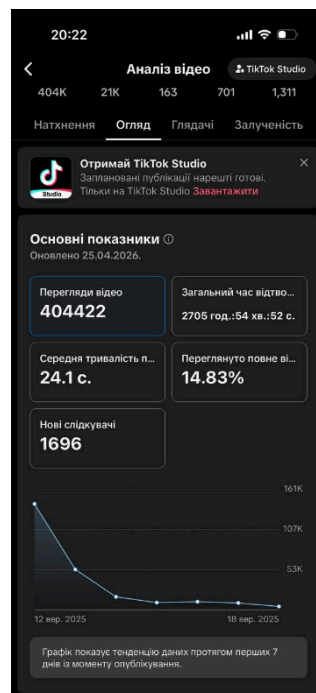 20:22
Аналіз відео
TikTok Studio
404K 21K 163 701 1,311
Натхнення Огляд Глядачі Залученість
Отримай TikTok Studio
Заплановані публікації нарешті готові.
Тільки на TikTok Studio Завантажити
Studio
Основні показники
Оновлено 25.04.2026.
Перегляди відео
404422
Загальний час відтво...
2705 год.:54 хв.:52 с.
Середня тривалість п...
24.1 с.
Переглянуто повне ві...
14.83%
Нові слідкувачі
1696
161K
107K
53K
12 вер. 2025 18 вер. 2025
Графік показує тенденцію даних протягом перших 7
днів із моменту опублікування.